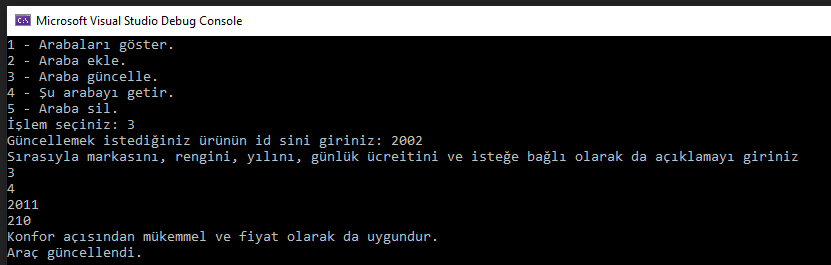 Microsoft Visual Studio Debug Console
1 - Arabaları göster.
2 - Araba ekle.
3 - Araba güncelle.
4 - Şu arabayı getir.
5 - Araba sil.
İşlem seçiniz: 3
Güncellemek istediğiniz ürünün id sini giriniz: 2002
Sırasıyla markasını, rengini, yılını, günlük ücreitini ve isteğe bağlı olarak da açıklamayı giriniz
3
4
2011
210
Konfor açısından mükemmel ve fiyat olarak da uygundur.
Araç güncellendi.